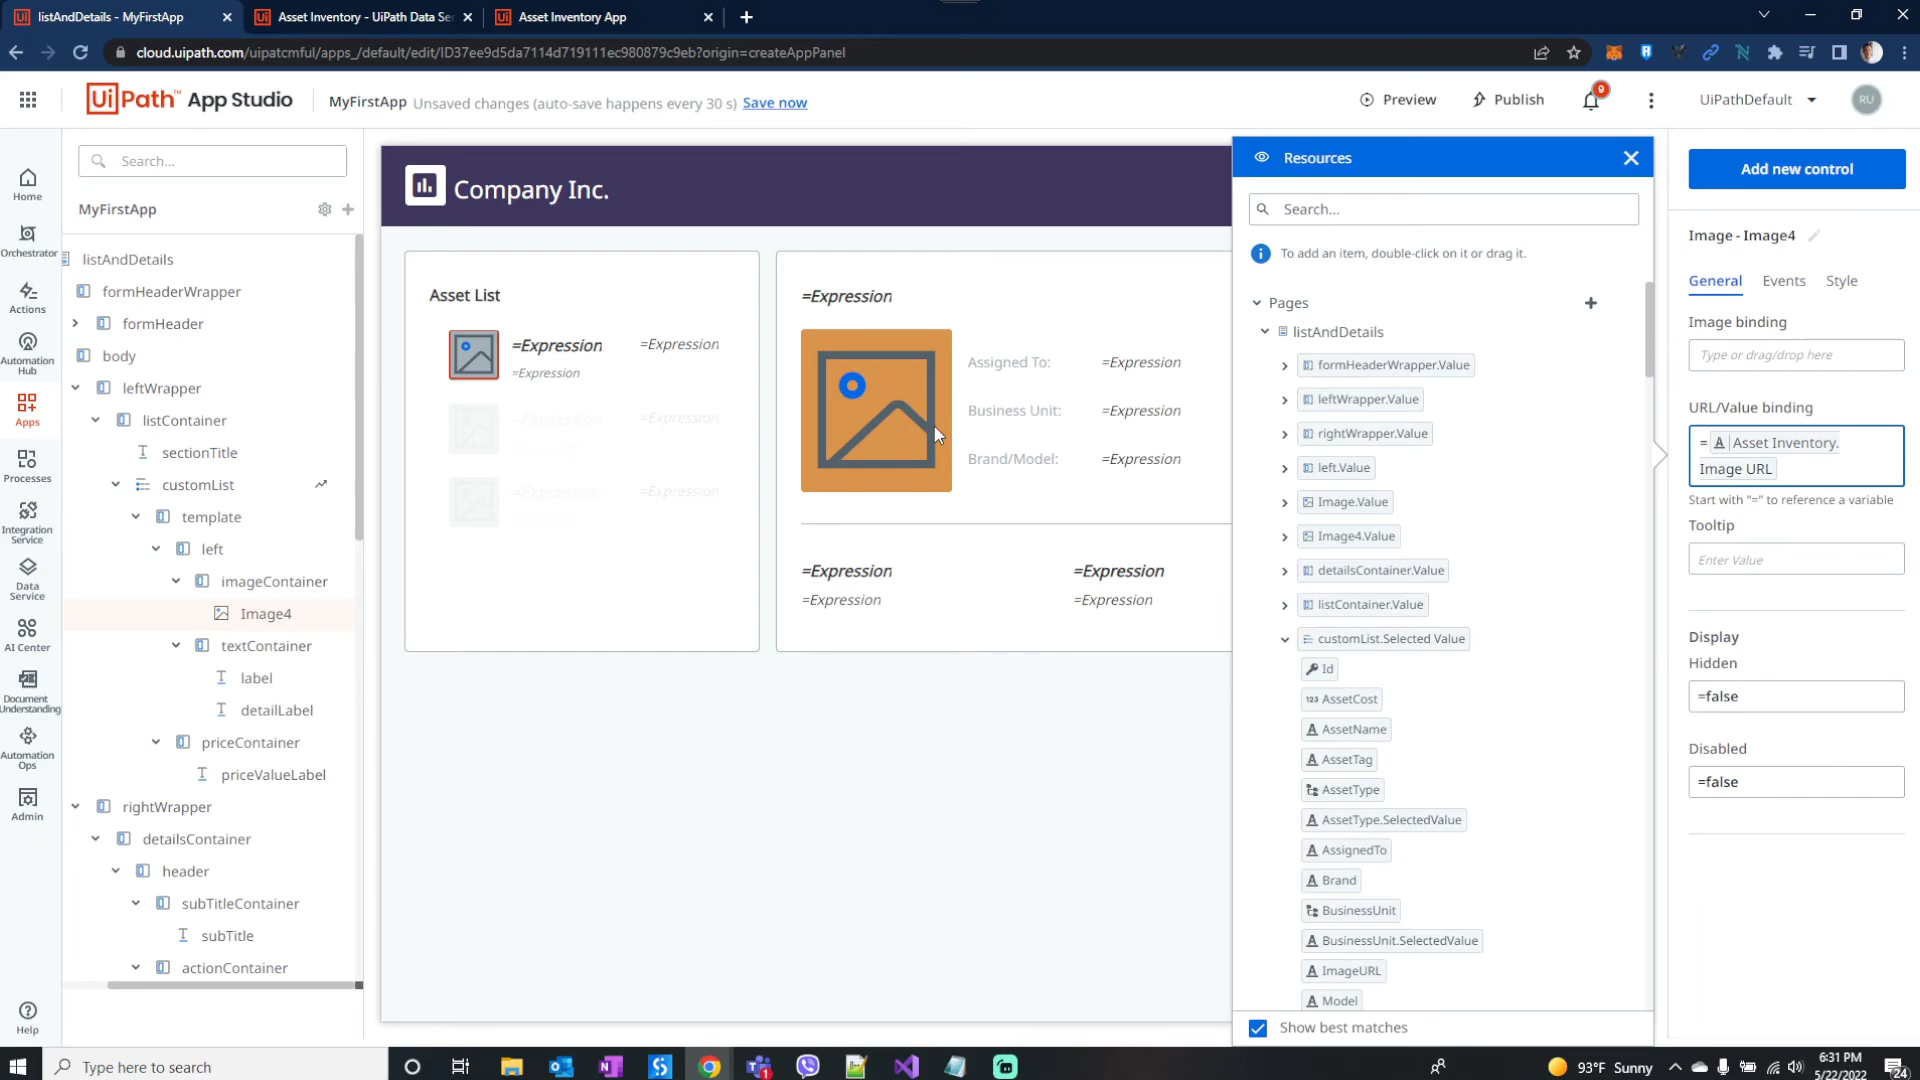 listAndDetails - MyFirstApp
Asset Inventory - UiPath Data Se
Asset Inventory App
cloud.uipath.com/uipatcmful/apps_/default/edit/ID37ee9d5da7114d719111ec980879c9eb?origin=createAppPanel
UiPath™ App Studio
MyFirstApp Unsaved changes (auto-save happens every 30 s) Save now
Preview
Publish
9
UiPathDefault
RU
Home
Orchestrator
Actions
Automation
Hub
Apps
Processes
Integration
Service
Data
Service
AI Center
Document
Understanding
Automation
Ops
Admin
Help
Search...
MyFirstApp
listAndDetails
formHeaderWrapper
formHeader
body
leftWrapper
listContainer
sectionTitle
customList
template
left
imageContainer
Image4
textContainer
label
detailLabel
priceContainer
priceValueLabel
rightWrapper
detailsContainer
header
subTitleContainer
subTitle
actionContainer
Company Inc.
Asset List
=Expression
=Expression
=Expression
=Expression
=Expression
=Expression
=Expression
=Expression
Assigned To:
=Expression
Business Unit:
=Expression
Brand/Model:
=Expression
=Expression
=Expression
=Expression
=Expression
Resources
Search...
To add an item, double-click on it or drag it.
Pages
listAndDetails
formHeaderWrapper.Value
leftWrapper.Value
rightWrapper.Value
left.Value
Image.Value
Image4.Value
detailsContainer.Value
listContainer.Value
customList.Selected Value
Id
123 AssetCost
A AssetName
A AssetTag
AssetType
A AssetType.SelectedValue
A AssignedTo
A Brand
BusinessUnit
A BusinessUnit.SelectedValue
A ImageURL
A Model
Show best matches
Add new control
Image - Image4
General
Events
Style
Image binding
Type or drag/drop here
URL/Value binding
= A Asset Inventory.
Image URL
Start with "=" to reference a variable
Tooltip
Enter Value
Display
Hidden
=false
Disabled
=false
Type here to search
1
93°F Sunny
6:31 PM
5/22/2022
24